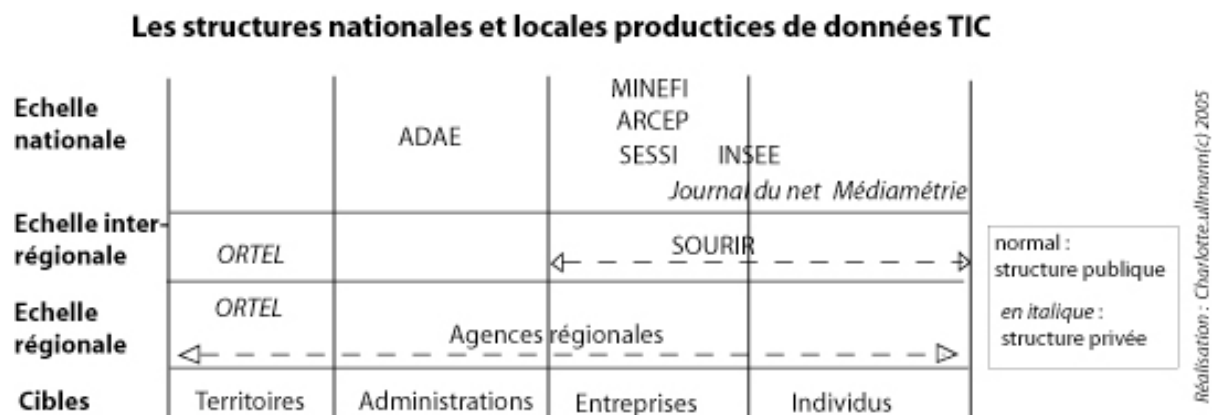 Les structures nationales et locales productices de données TIC
Echelle
nationale
ADAE
MINEFI
ARCEP
SESSI INSEE
Journal du net Médiamétrie
Echelle inter-
régionale
ORTEL
SOURIR
Echelle
régionale
ORTEL
Agences régionales
Cibles
Territoires
Administrations
Entreprises
Individus
normal :
structure publique
en italique :
structure privée
Réalisation : Charlotte.ullmann(c) 2005